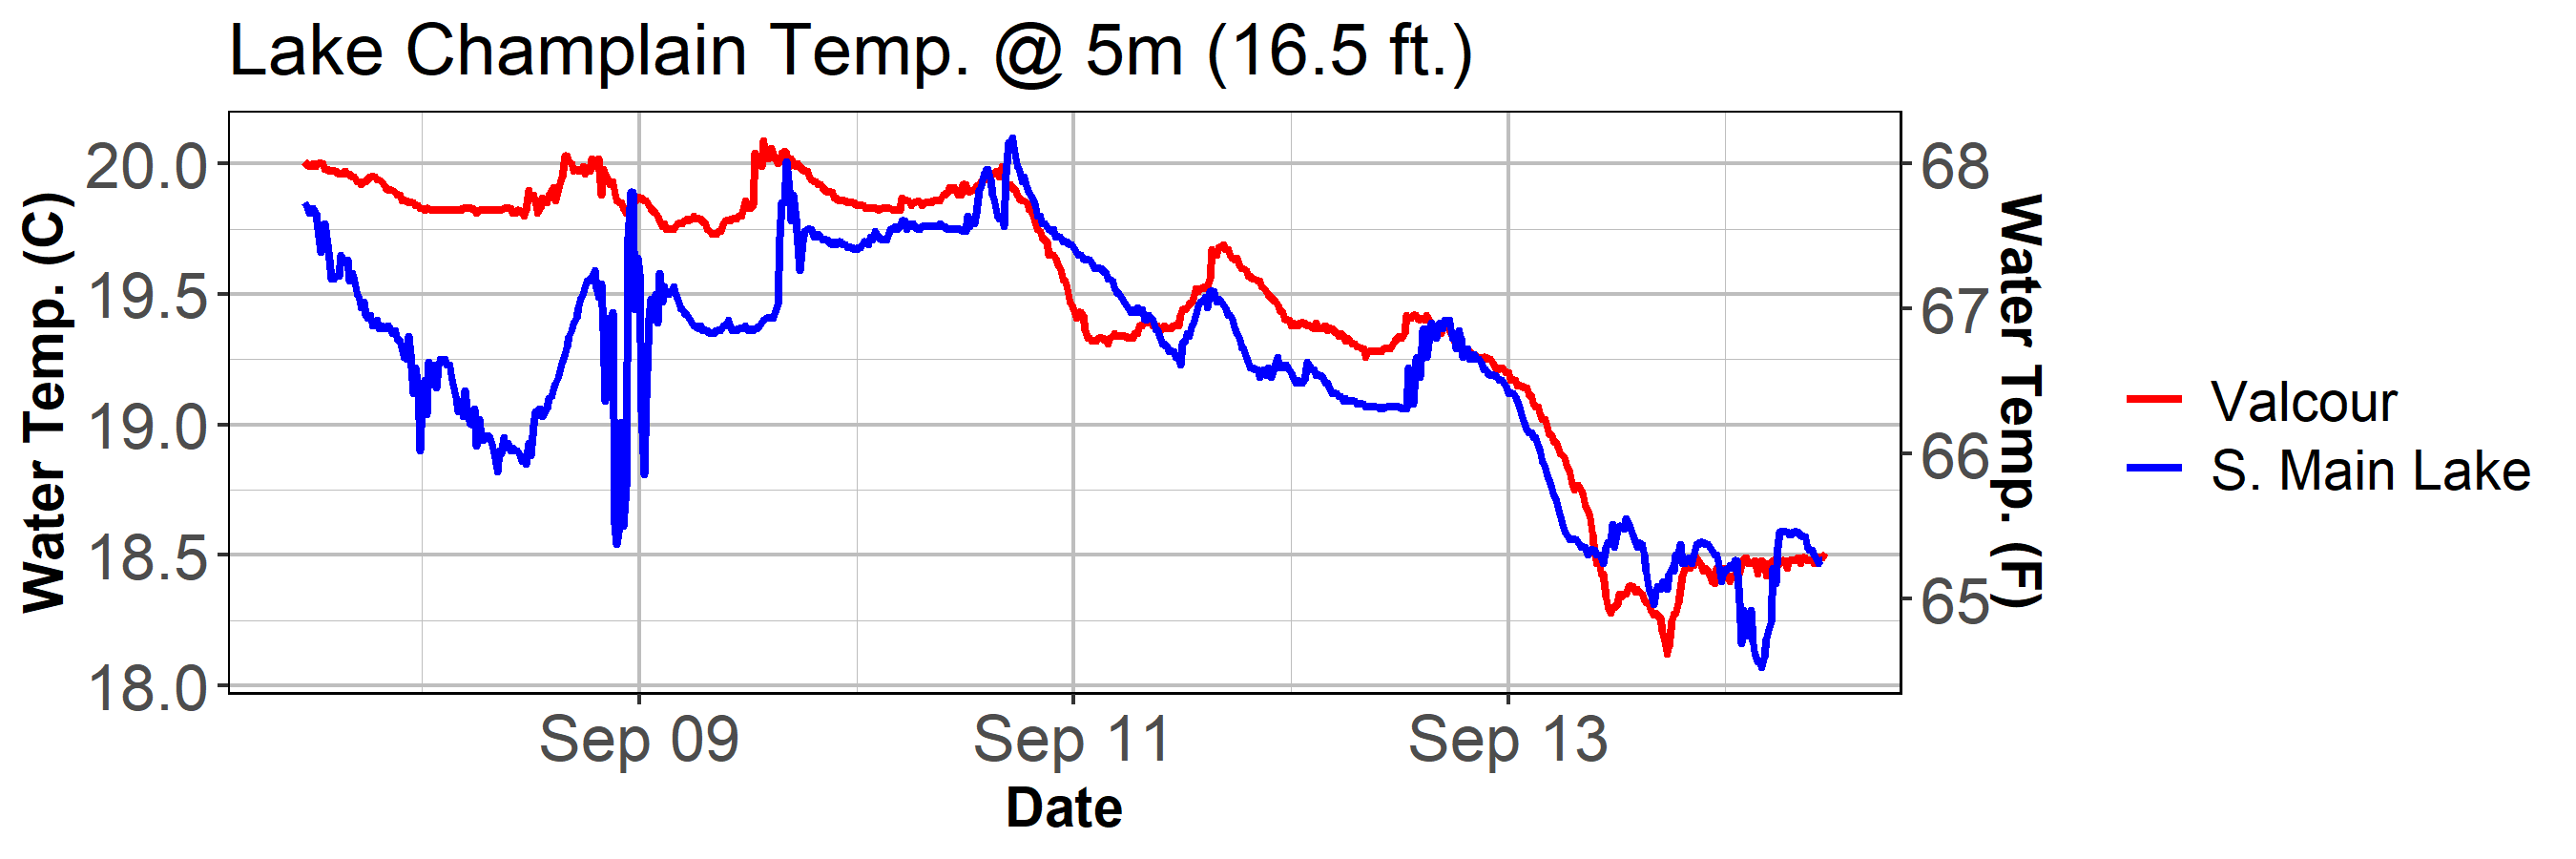 Lake Champlain Temp. @ 5m (16.5 ft.)
Water Temp. (C)
20.0
19.5
19.0
18.5
18.0
68
67
66
65
Water Temp. (F)
Sep 09
Sep 11
Sep 13
Date
Valcour
S. Main Lake